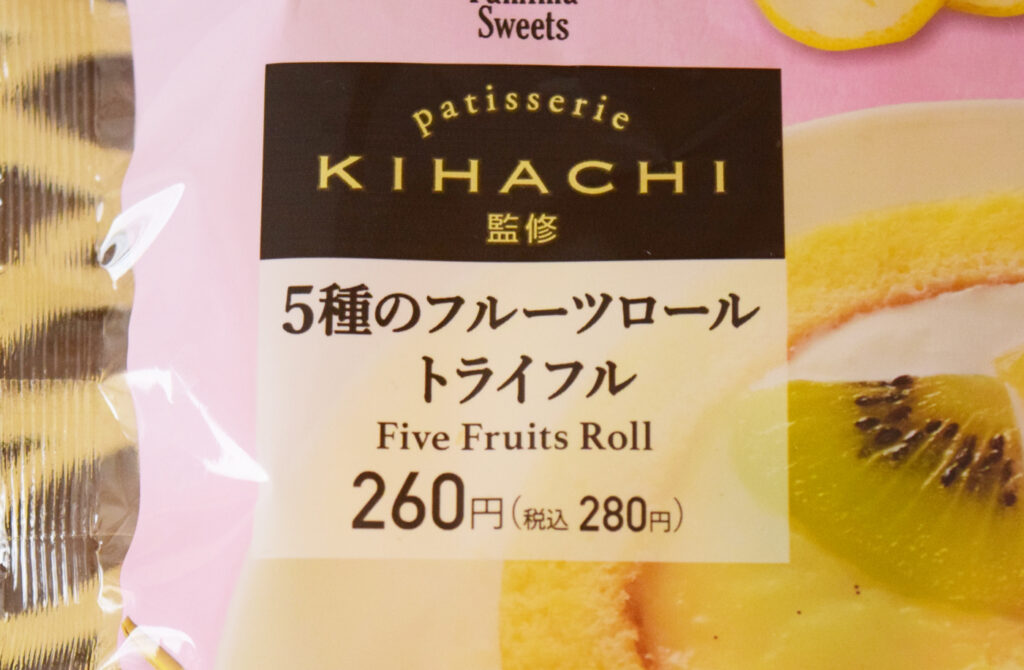 Sweets
patisserie
KIHACHI
監修
5種のフルーツロール
トライフル
Five Fruits Roll
260円(税込 280円)